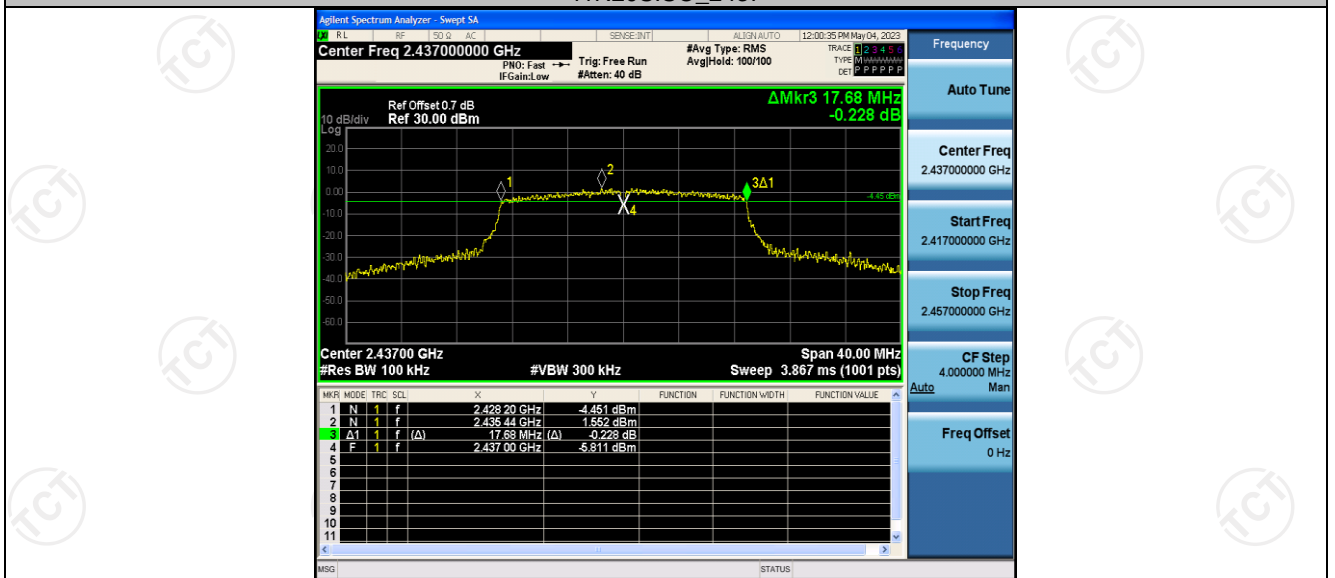 Agilent Spectrum Analyzer - Swept SA
RL RF 50 Ω AC SENSE:INT ALIGN AUTO 12:00:35 PM May 04, 2023
Center Freq 2.437000000 GHz
PNO: Fast
IFGain:Low
Trig: Free Run
#Atten: 40 dB
#Avg Type: RMS
Avg|Hold: 100/100
TRACE 1 2 3 4 5 6
TYPE M
DET P P P P P P
Frequency
Auto Tune
Center Freq
2.437000000 GHz
Start Freq
2.417000000 GHz
Stop Freq
2.457000000 GHz
CF Step
4.000000 MHz
Auto Man
Freq Offset
0 Hz
ΔMkr3 17.68 MHz
-0.228 dB
Ref Offset 0.7 dB
10 dB/div Ref 30.00 dBm
Log
20.0
10.0
0.00
-10.0
-20.0
-30.0
-40.0
-50.0
-60.0
1
2
3Δ1
4
-4.45 dBm
Center 2.43700 GHz Span 40.00 MHz
#Res BW 100 kHz #VBW 300 kHz Sweep 3.867 ms (1001 pts)
MKR MODE TRC SCL X Y FUNCTION FUNCTION WIDTH FUNCTION VALUE
1 N 1 f 2.428 20 GHz -4.451 dBm
2 N 1 f 2.435 44 GHz 1.552 dBm
3 Δ1 1 f (Δ) 17.68 MHz (Δ) -0.228 dB
4 F 1 f 2.437 00 GHz -5.811 dBm
5
6
7
8
9
10
11
MSG STATUS
TCT
TCT
TCT
TCT
TCT
TCT
TCT
TCT